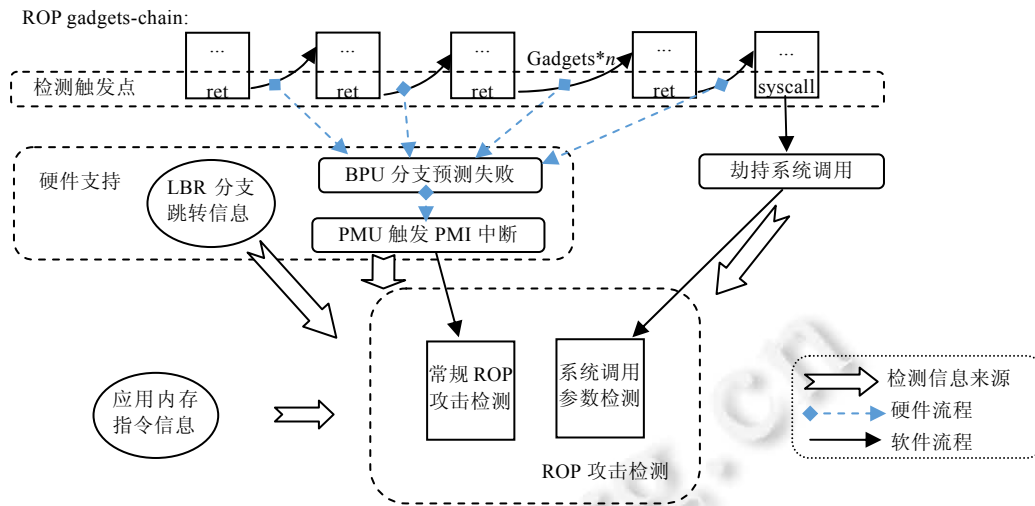 ROP gadgets-chain:
... ... ... ... ...
Gadgets*n
检测触发点
ret ret ret ret syscall
硬件支持
BPU 分支预测失败
劫持系统调用
LBR 分支
跳转信息
PMU 触发 PMI 中断
常规 ROP
攻击检测
系统调用
参数检测
应用内存
指令信息
ROP 攻击检测
检测信息来源
硬件流程
软件流程